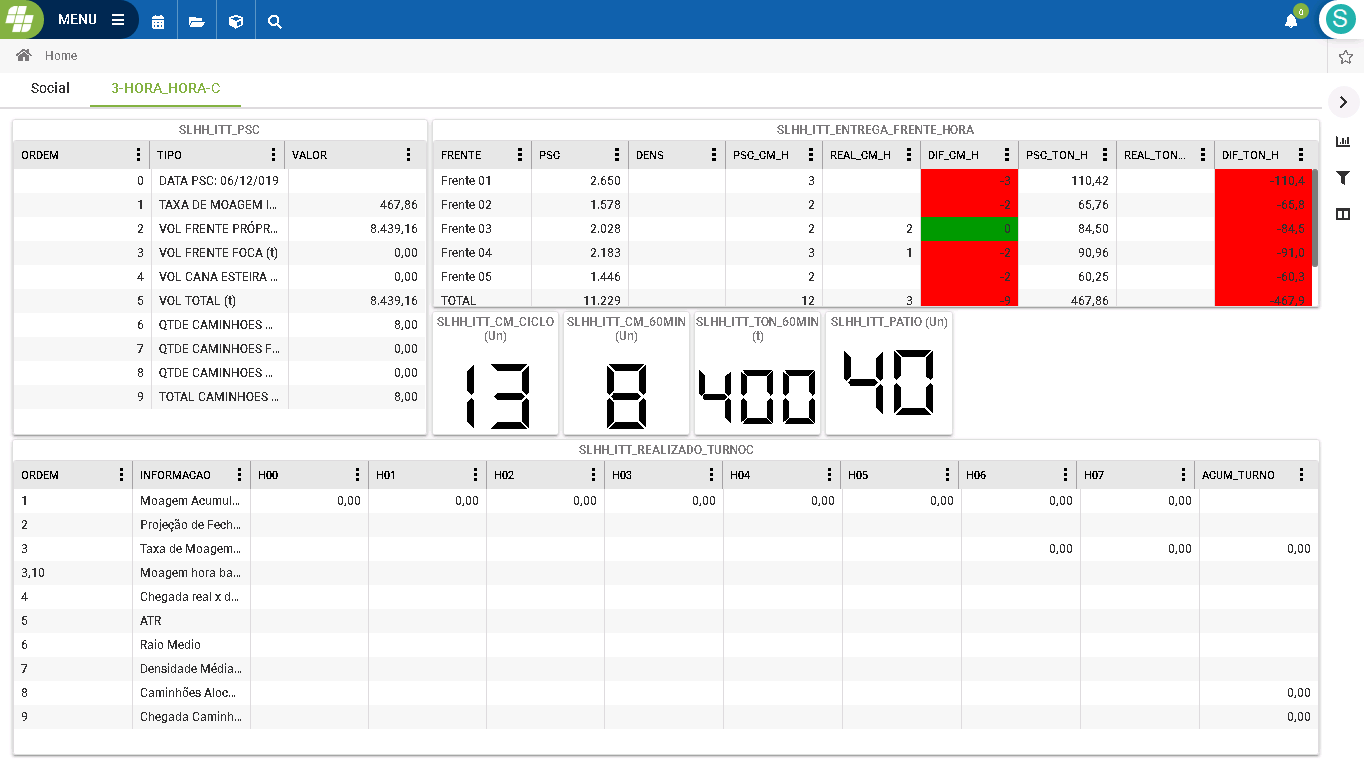 MENU
0
S
Home
Social 3-HORA_HORA-C
SLHH_ITT_PSC
ORDEM TIPO VALOR
0 DATA PSC: 06/12/019
1 TAXA DE MOAGEM I... 467,86
2 VOL FRENTE PRÓPR... 8.439,16
3 VOL FRENTE FOCA (t) 0,00
4 VOL CANA ESTEIRA ... 0,00
5 VOL TOTAL (t) 8.439,16
6 QTDE CAMINHOES ... 8,00
7 QTDE CAMINHOES F... 0,00
8 QTDE CAMINHOES ... 0,00
9 TOTAL CAMINHOES ... 8,00
SLHH_ITT_ENTREGA_FRENTE_HORA
FRENTE PSC DENS PSC_CM_H REAL_CM_H DIF_CM_H PSC_TON_H REAL_TON... DIF_TON_H
Frente 01 2.650 3 -3 110,42 -110,4
Frente 02 1.578 2 -2 65,76 -65,8
Frente 03 2.028 2 2 0 84,50 -84,5
Frente 04 2.183 3 1 -2 90,96 -91,0
Frente 05 1.446 2 -2 60,25 -60,3
TOTAL 11.229 12 3 -9 467,86 -467,9
SLHH_ITT_CM_CICLO
(Un)
13
SLHH_ITT_CM_60MIN
(Un)
8
SLHH_ITT_TON_60MIN
(t)
400
SLHH_ITT_PATIO (Un)
40
SLHH_ITT_REALIZADO_TURNOC
ORDEM INFORMACAO H00 H01 H02 H03 H04 H05 H06 H07 ACUM_TURNO
1 Moagem Acumul... 0,00 0,00 0,00 0,00 0,00 0,00 0,00 0,00
2 Projeção de Fech...
3 Taxa de Moagem... 0,00 0,00 0,00
3,10 Moagem hora ba...
4 Chegada real x d...
5 ATR
6 Raio Medio
7 Densidade Média...
8 Caminhões Aloc... 0,00
9 Chegada Caminh... 0,00